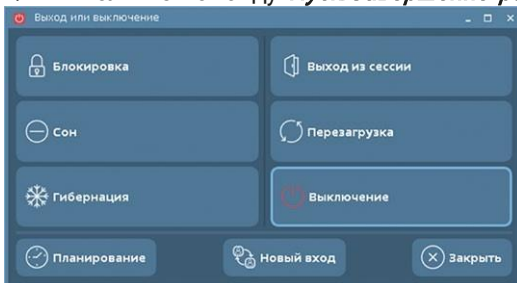 Выход или выключение
Блокировка
Выход из сессии
Сон
Перезагрузка
Гибернация
Выключение
Планирование
Новый вход
Закрыть